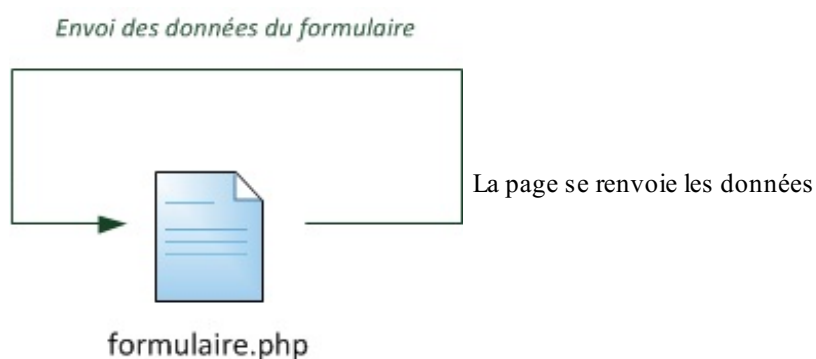 Envoi des données du formulaire
La page se renvoie les données
formulaire.php